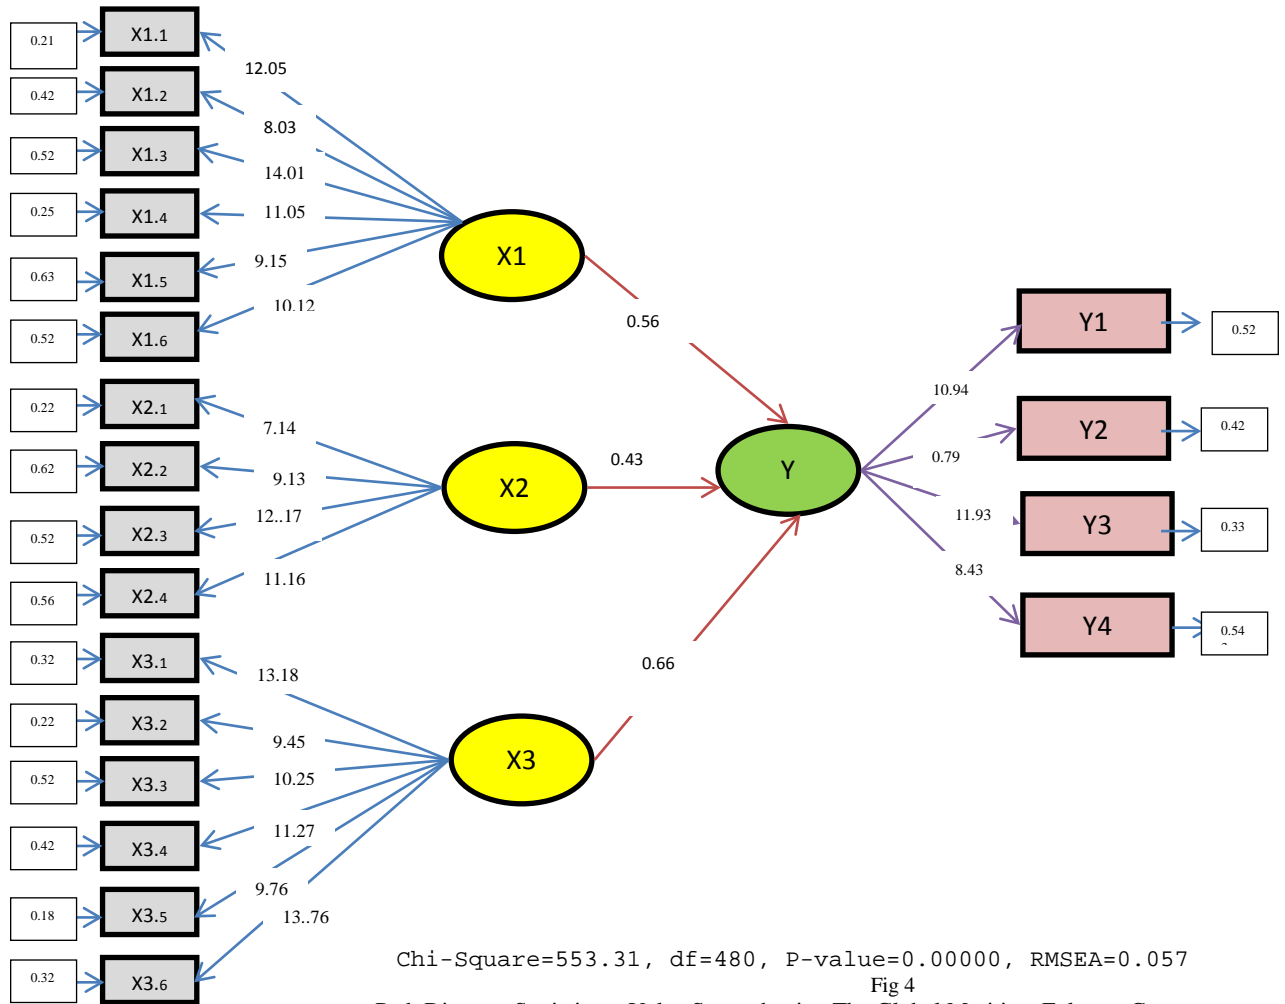 0.21
X1.1
12.05
0.42
X1.2
8.03
0.52
X1.3
14.01
0.25
X1.4
11.05
0.63
X1.5
9.15
0.52
X1.6
10.12
X1
0.56
0.22
X2.1
7.14
0.62
X2.2
9.13
0.52
X2.3
12..17
0.56
X2.4
11.16
X2
0.43
0.32
X3.1
13.18
0.22
X3.2
9.45
0.52
X3.3
10.25
0.42
X3.4
11.27
0.18
X3.5
9.76
0.32
X3.6
13..76
X3
0.66
Y
10.94
Y1
0.52
0.79
Y2
0.42
11.93
Y3
0.33
8.43
Y4
0.54
Chi-Square=553.31, df=480, P-value=0.00000, RMSEA=0.057
Fig 4